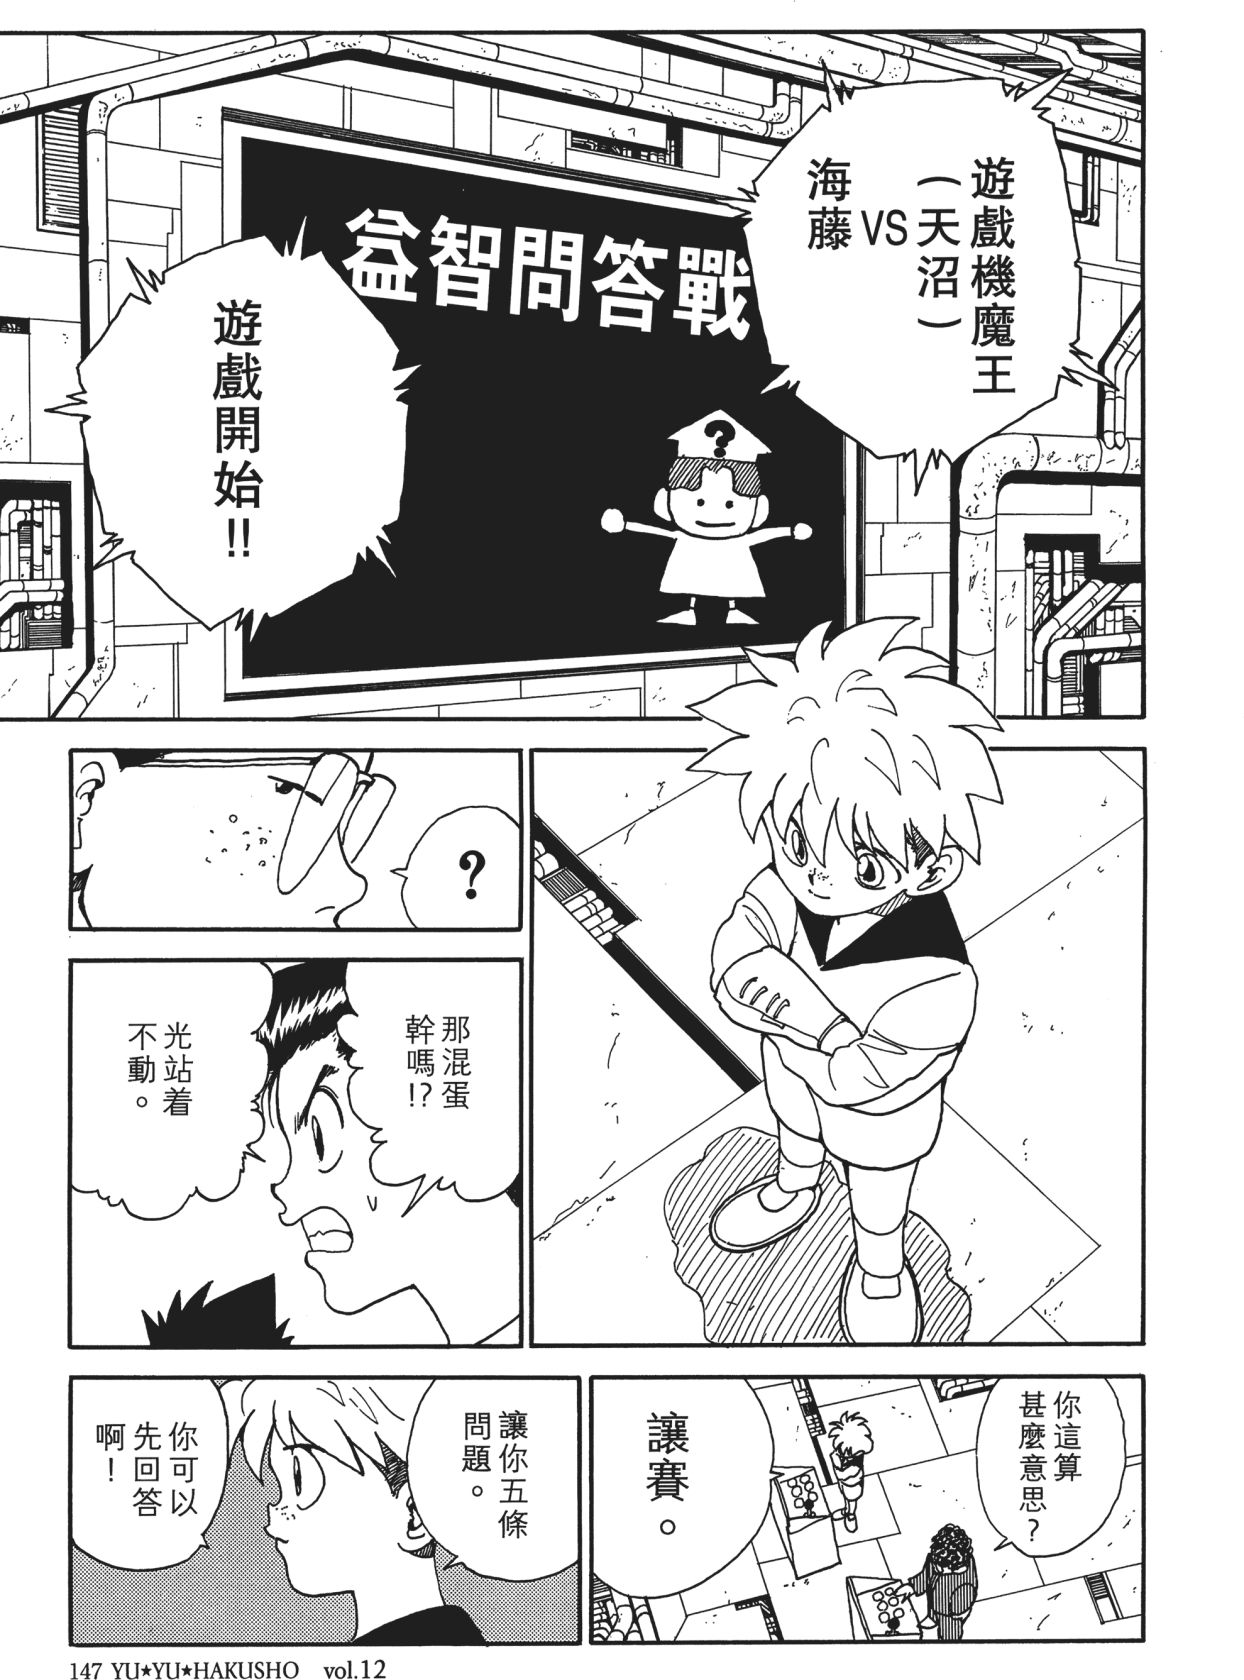 遊戲機魔王
(天沼)
VS
海藤
益智問答戰
遊戲開始!!
?
?
那混蛋
幹嗎!?
光站着
不動。
你這算
甚麼意思?
讓賽。
讓你五條
問題。
你可以
先回答
啊!
147 YU★YU★HAKUSHO vol.12